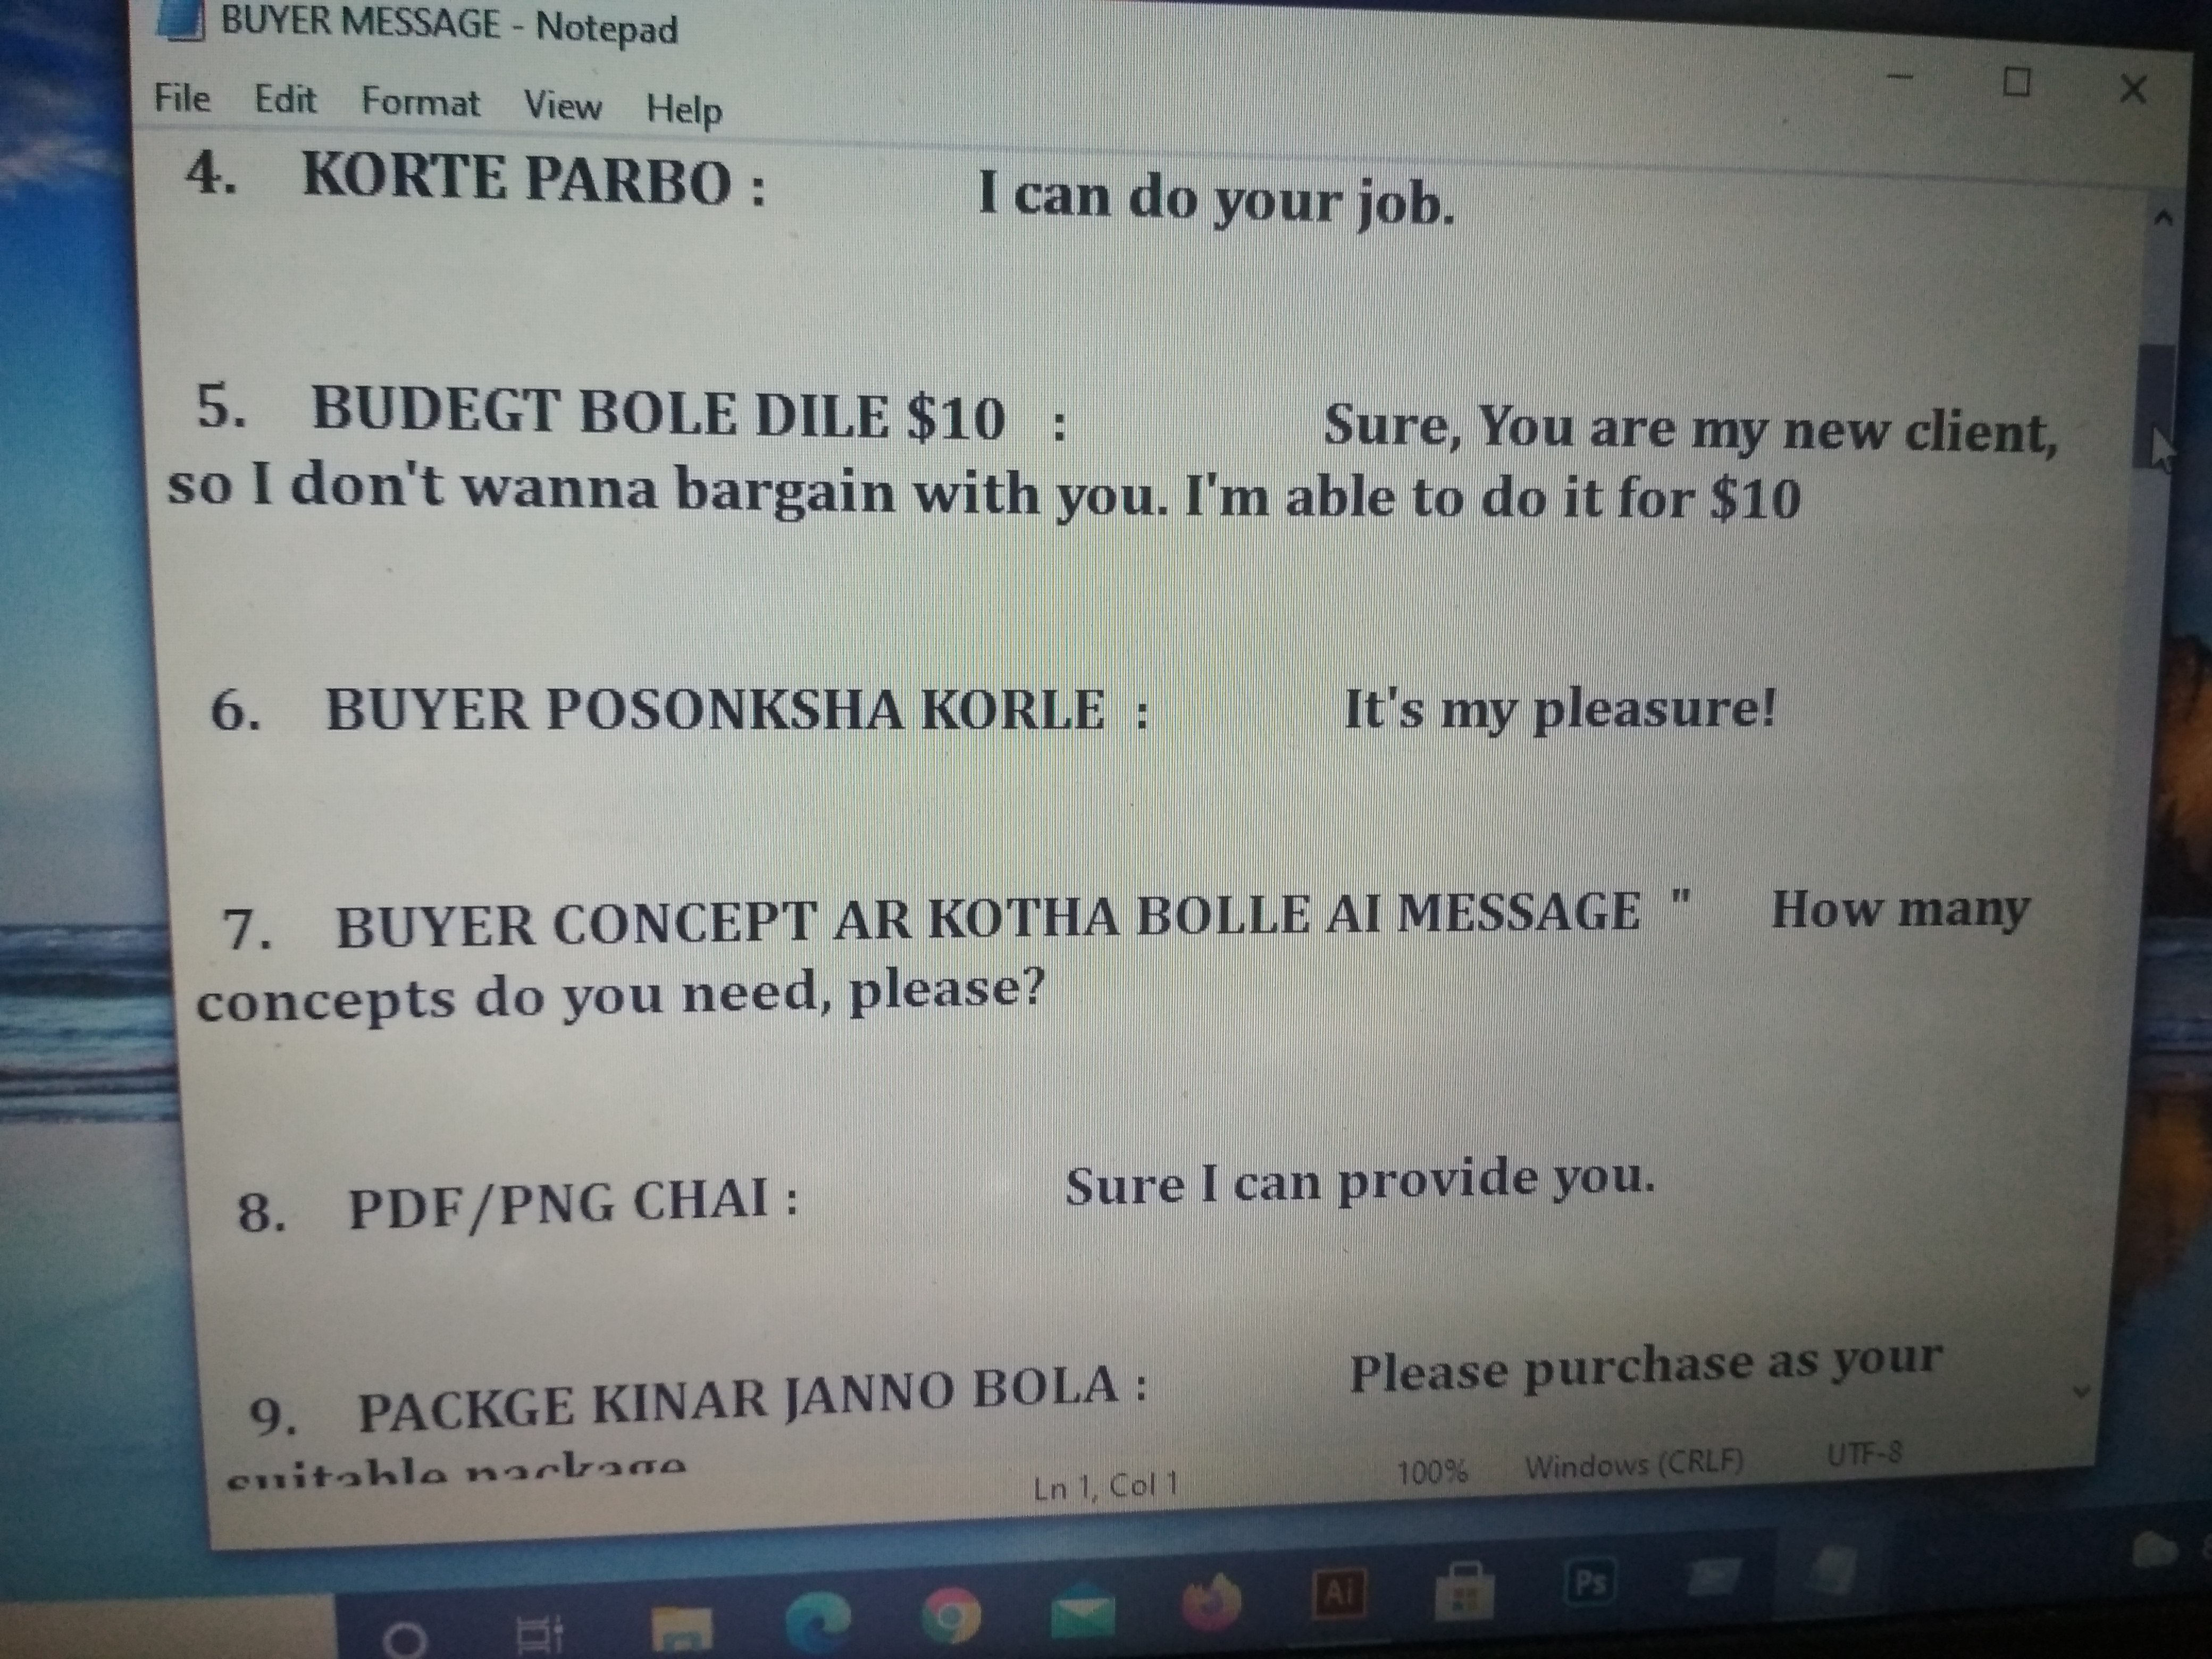 BUYER MESSAGE - Notepad
File Edit Format View Help
4. KORTE PARBO : I can do your job.
5. BUDEGT BOLE DILE $10 : Sure, You are my new client,
so I don't wanna bargain with you. I'm able to do it for $10
6. BUYER POSONKSHA KORLE : It's my pleasure!
7. BUYER CONCEPT AR KOTHA BOLLE AI MESSAGE " How many
concepts do you need, please?
8. PDF/PNG CHAI : Sure I can provide you.
9. PACKGE KINAR JANNO BOLA : Please purchase as your
suitable package
Ln 1, Col 1 100% Windows (CRLF) UTF-8
Ai Ps